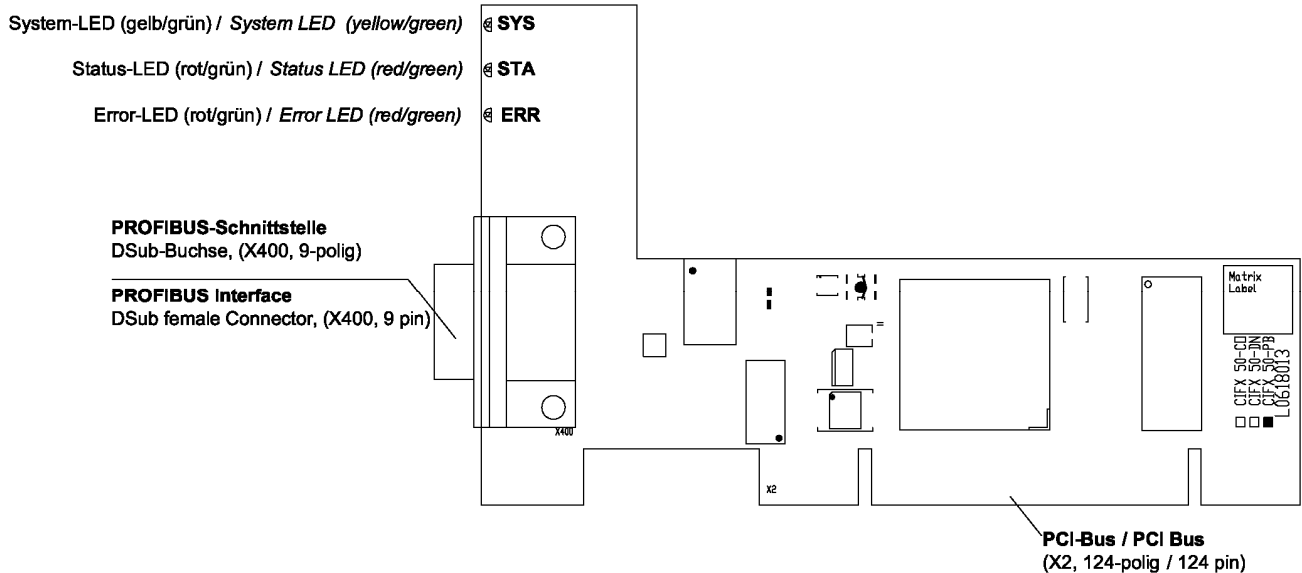 System-LED (gelb/grün) / System LED (yellow/green) SYS
Status-LED (rot/grün) / Status LED (red/green) STA
Error-LED (rot/grün) / Error LED (red/green) ERR
PROFIBUS-Schnittstelle
DSub-Buchse, (X400, 9-polig)
PROFIBUS Interface
DSub female Connector, (X400, 9 pin)
X400
X2
Matrix
Label
CIFX 50-CO
CIFX 50-DN
CIFX 50-PB
L0618013
PCI-Bus / PCI Bus
(X2, 124-polig / 124 pin)